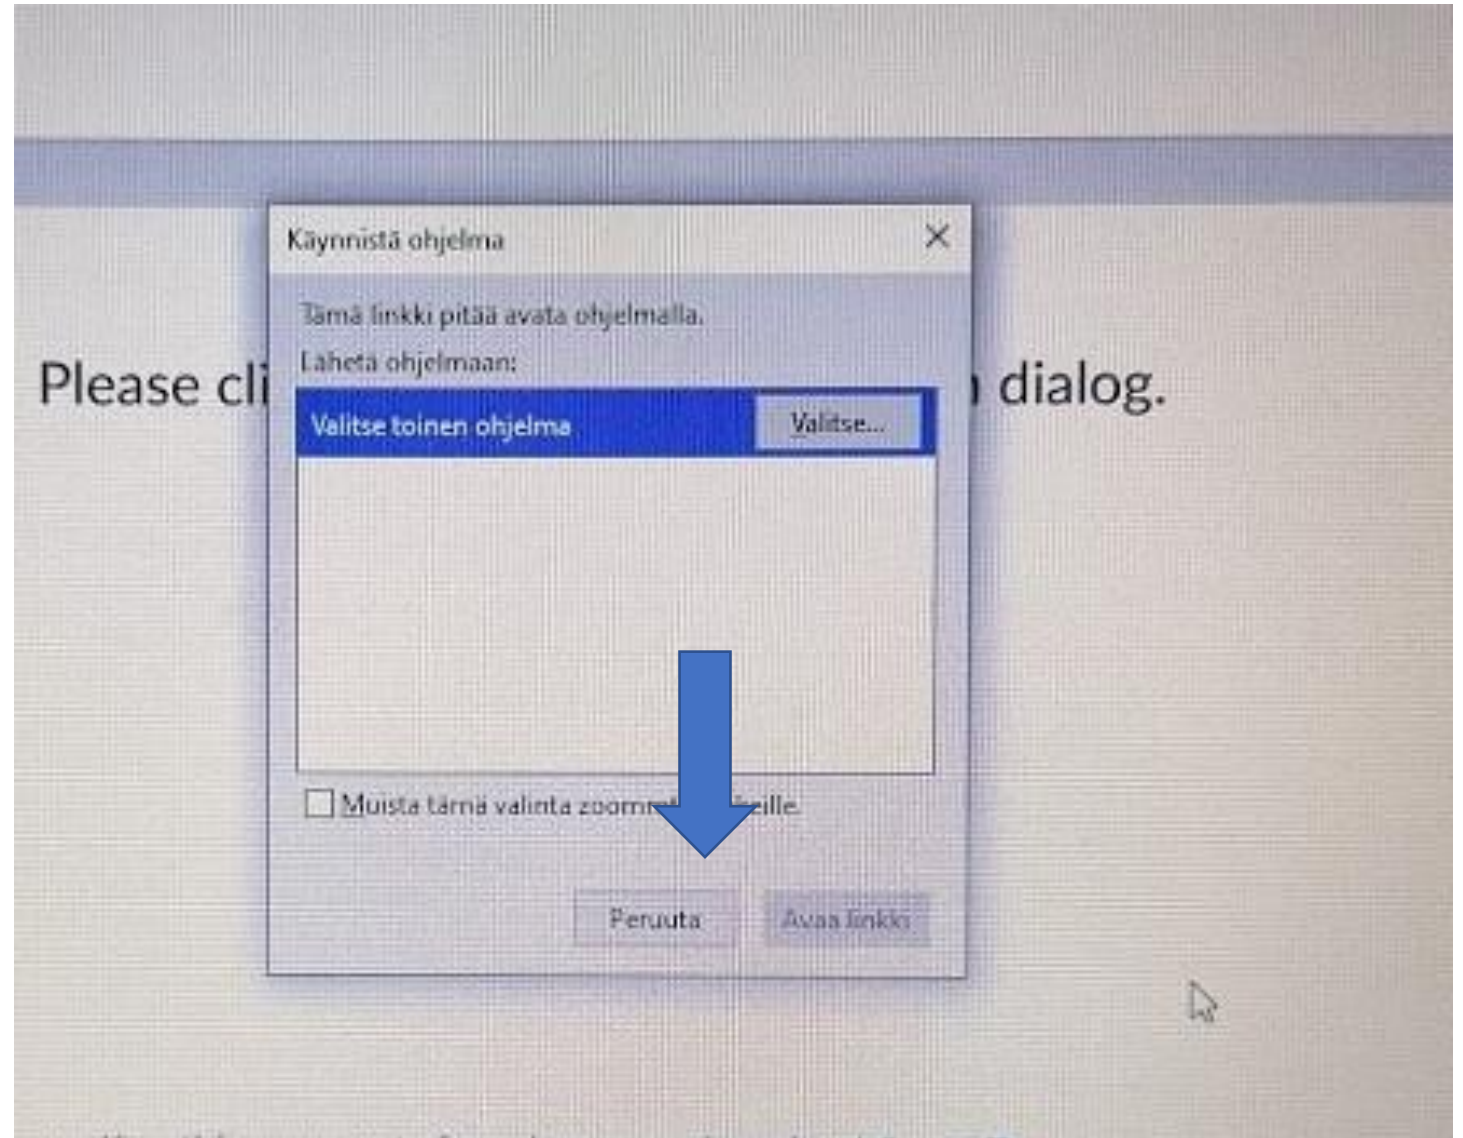 Käynnistä ohjelma
Tämä linkki pitää avata ohjelmalla.
Lähetä ohjelmaan:
Please cli dialog.
Valitse toinen ohjelma Valitse...
Muista tämä valinta eille.
Peruuta Avaa linkki